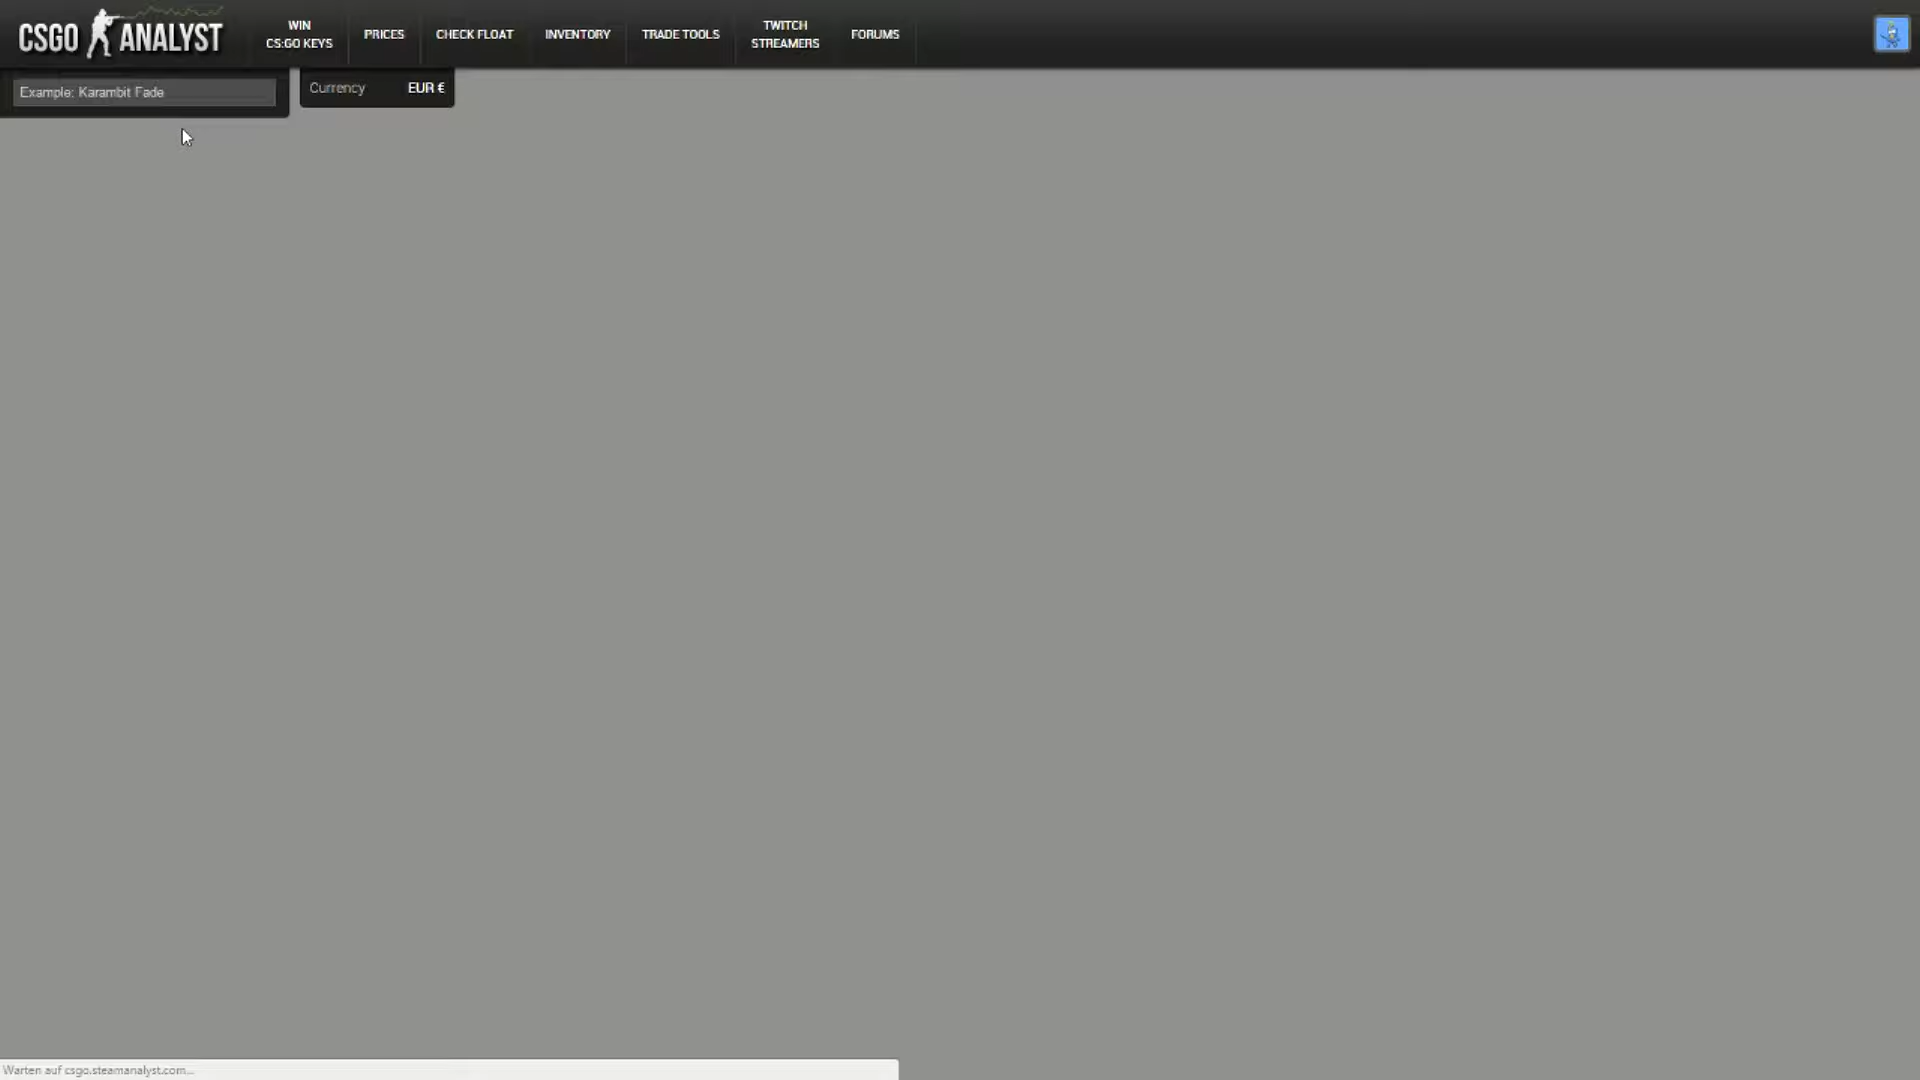 CSGO ANALYST
WIN
CS:GO KEYS
PRICES
CHECK FLOAT
INVENTORY
TRADE TOOLS
TWITCH
STREAMERS
FORUMS
Example: Karambit Fade
Currency EUR €
Warten auf csgo.steamanalyst.com...